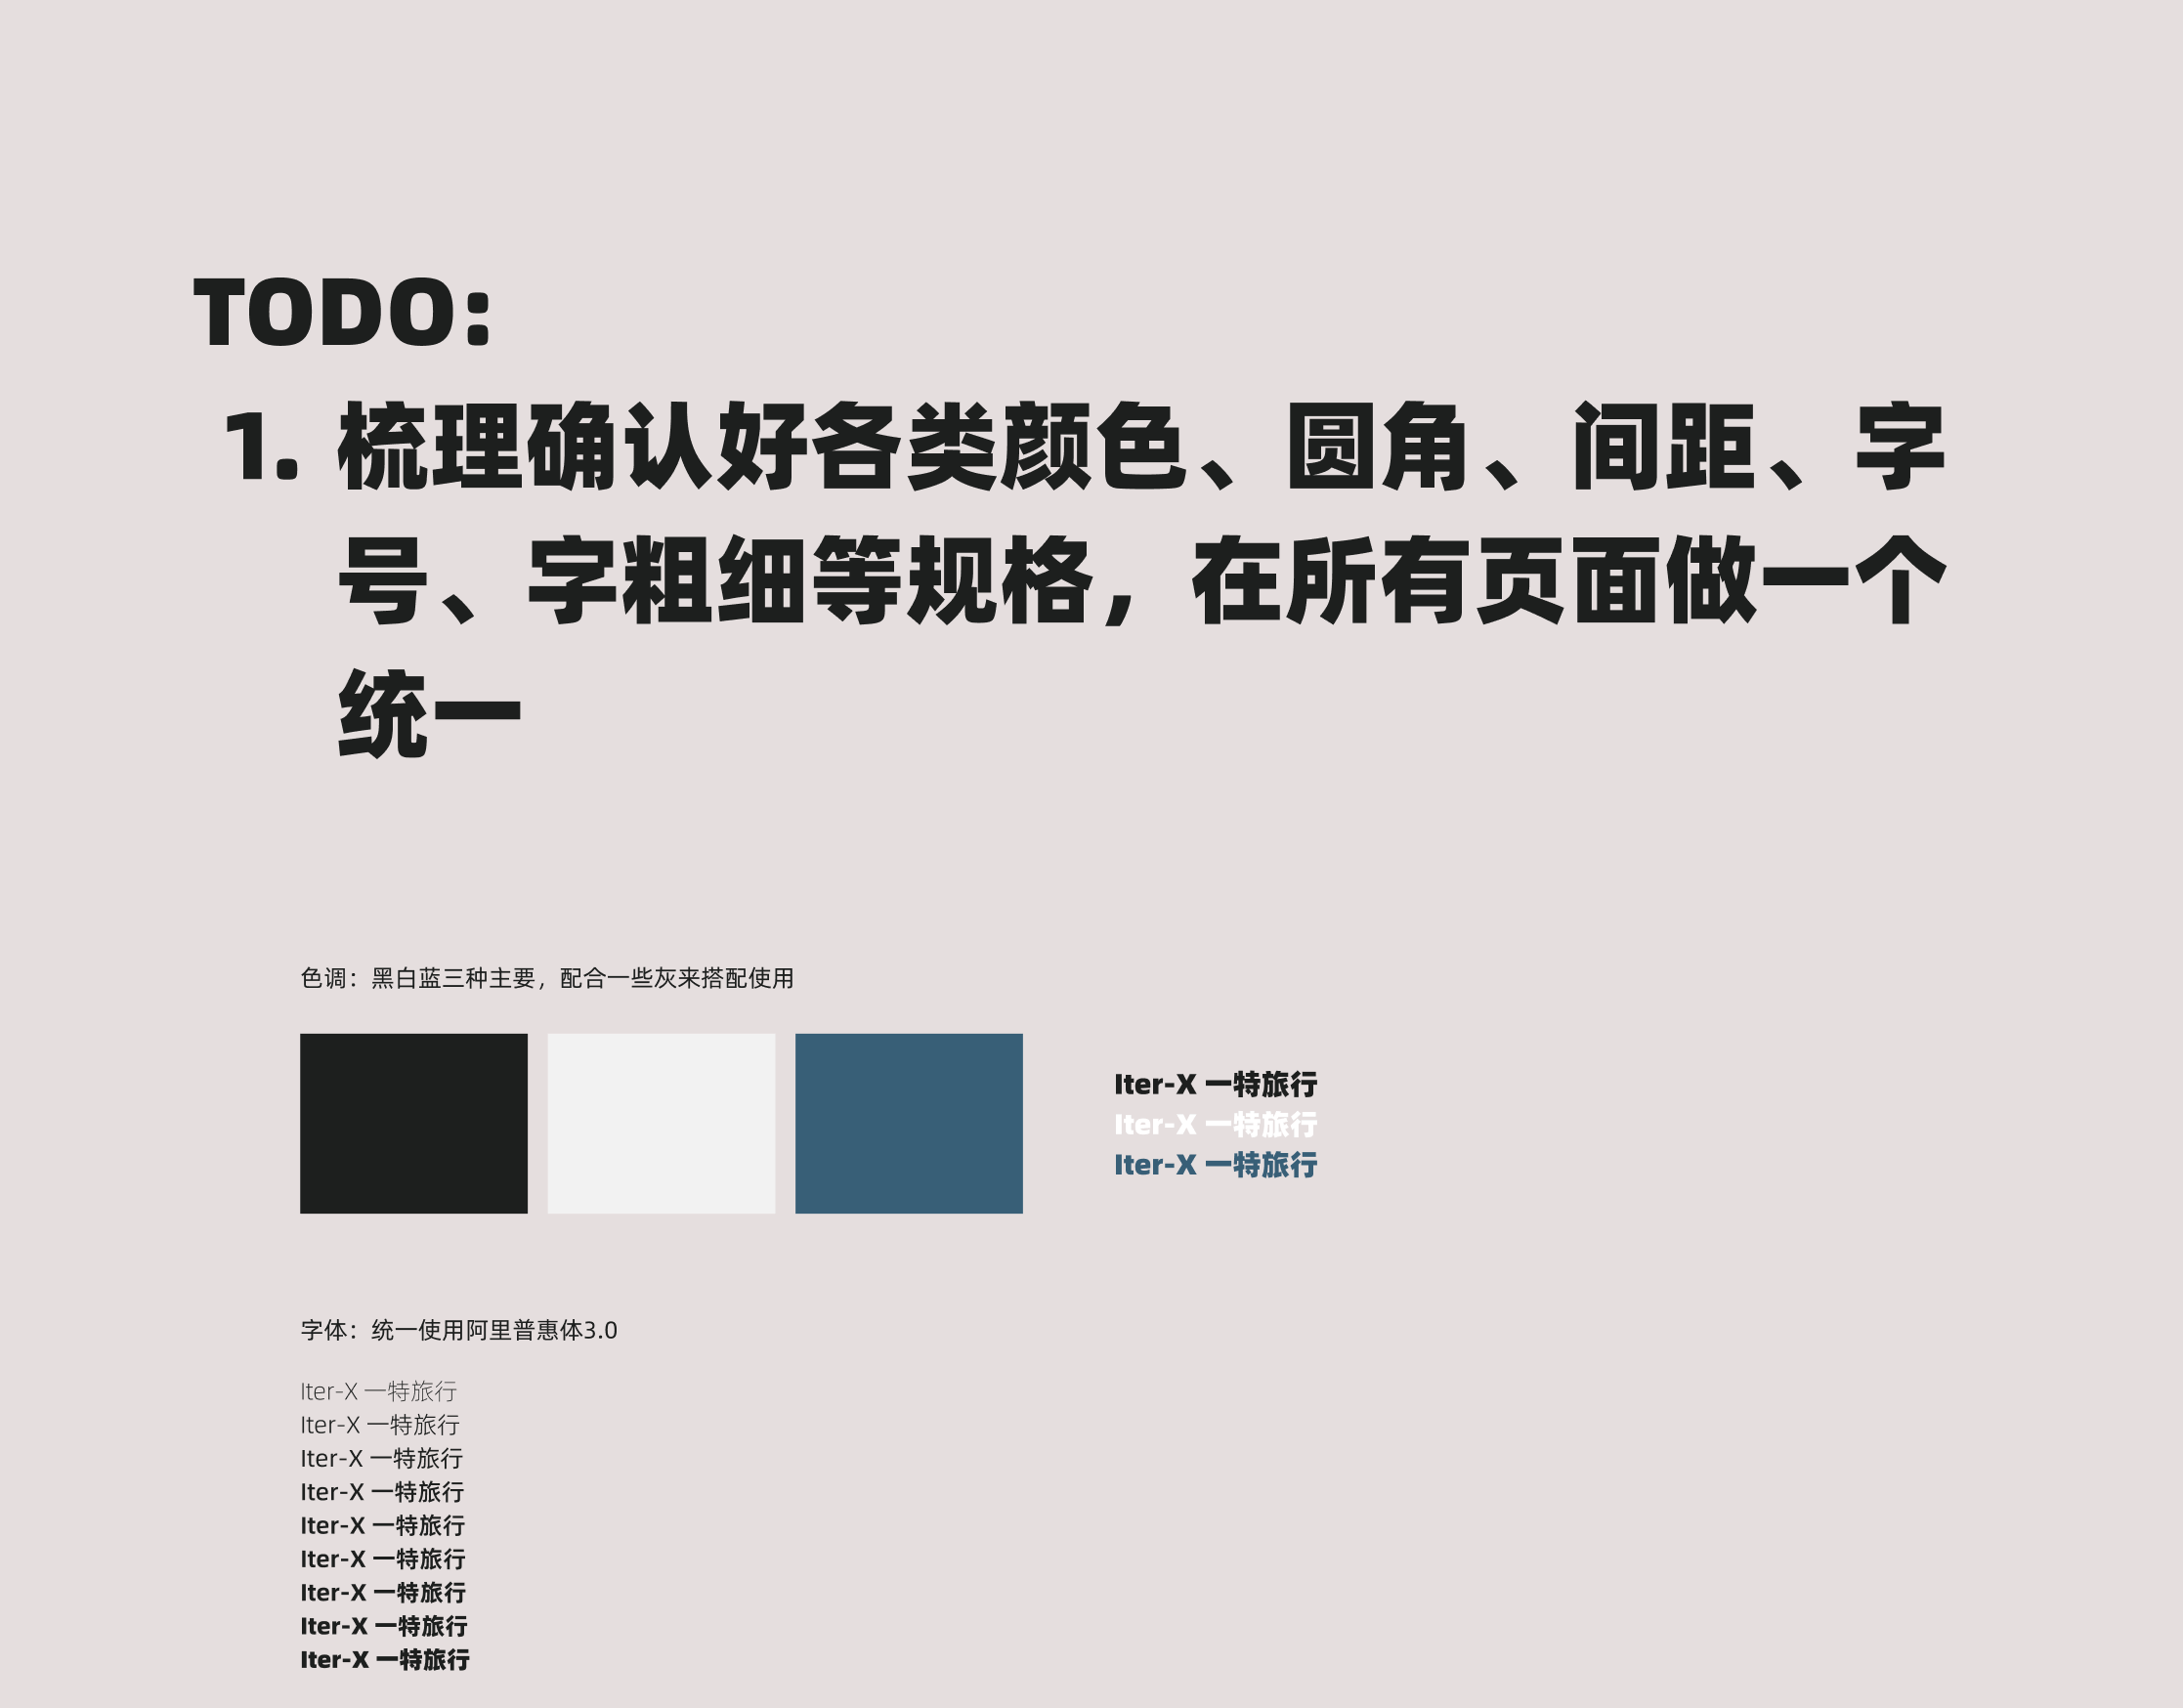 TODO:
1. 梳理确认好各类颜色、圆角、间距、字
号、字粗细等规格，在所有页面做一个
统一
色调：黑白蓝三种主要，配合一些灰来搭配使用
Iter-X 一特旅行
Iter-X 一特旅行
Iter-X 一特旅行
字体：统一使用阿里普惠体3.0
Iter-X 一特旅行
Iter-X 一特旅行
Iter-X 一特旅行
Iter-X 一特旅行
Iter-X 一特旅行
Iter-X 一特旅行
Iter-X 一特旅行
Iter-X 一特旅行
Iter-X 一特旅行